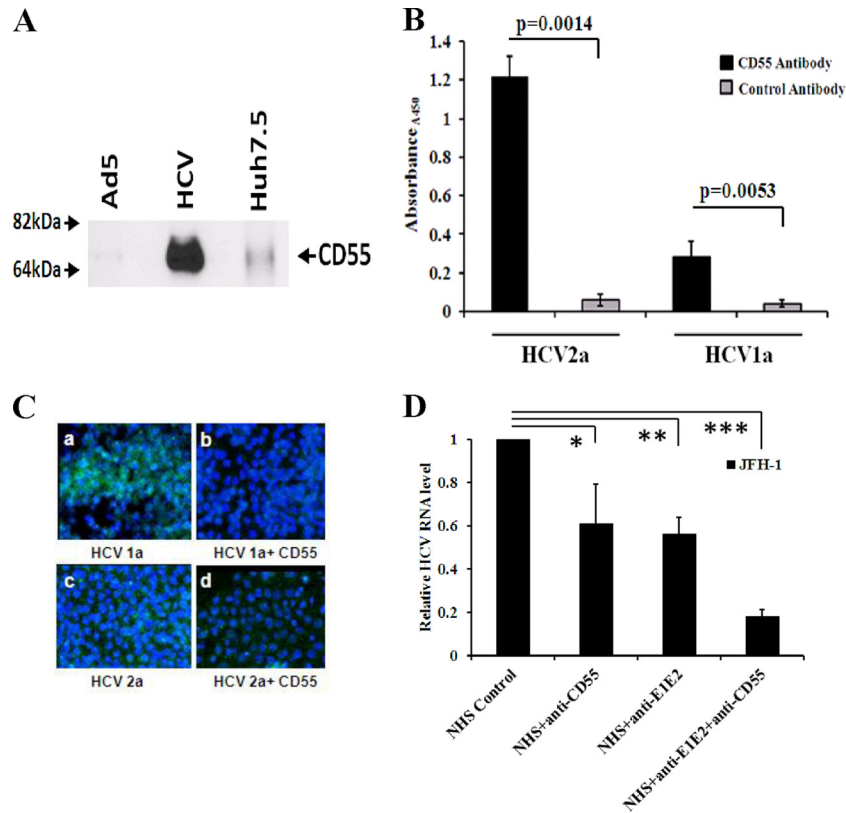 A
Ad5
HCV
Huh7.5
82kDa
64kDa
CD55
B
p=0.0014
1.4
1.2
1
0.8
0.6
0.4
0.2
0
Absorbance A450
CD55 Antibody
Control Antibody
p=0.0053
HCV2a
HCV1a
C
a
b
HCV 1a
HCV 1a+ CD55
c
d
HCV 2a
HCV 2a+ CD55
D
*
**
***
JFH-1
1
0.8
0.6
0.4
0.2
0
Relative HCV RNA level
NHS Control
NHS+anti-CD55
NHS+anti-E1E2
NHS+anti-E1E2+anti-CD55